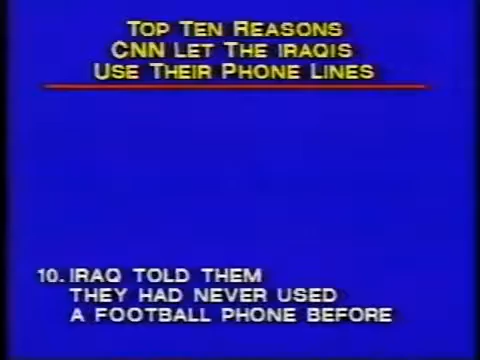 TOP TEN REASONS
CNN LET THE IRAQIS
USE THEIR PHONE LINES
10. IRAQ TOLD THEM
THEY HAD NEVER USED
A FOOTBALL PHONE BEFORE